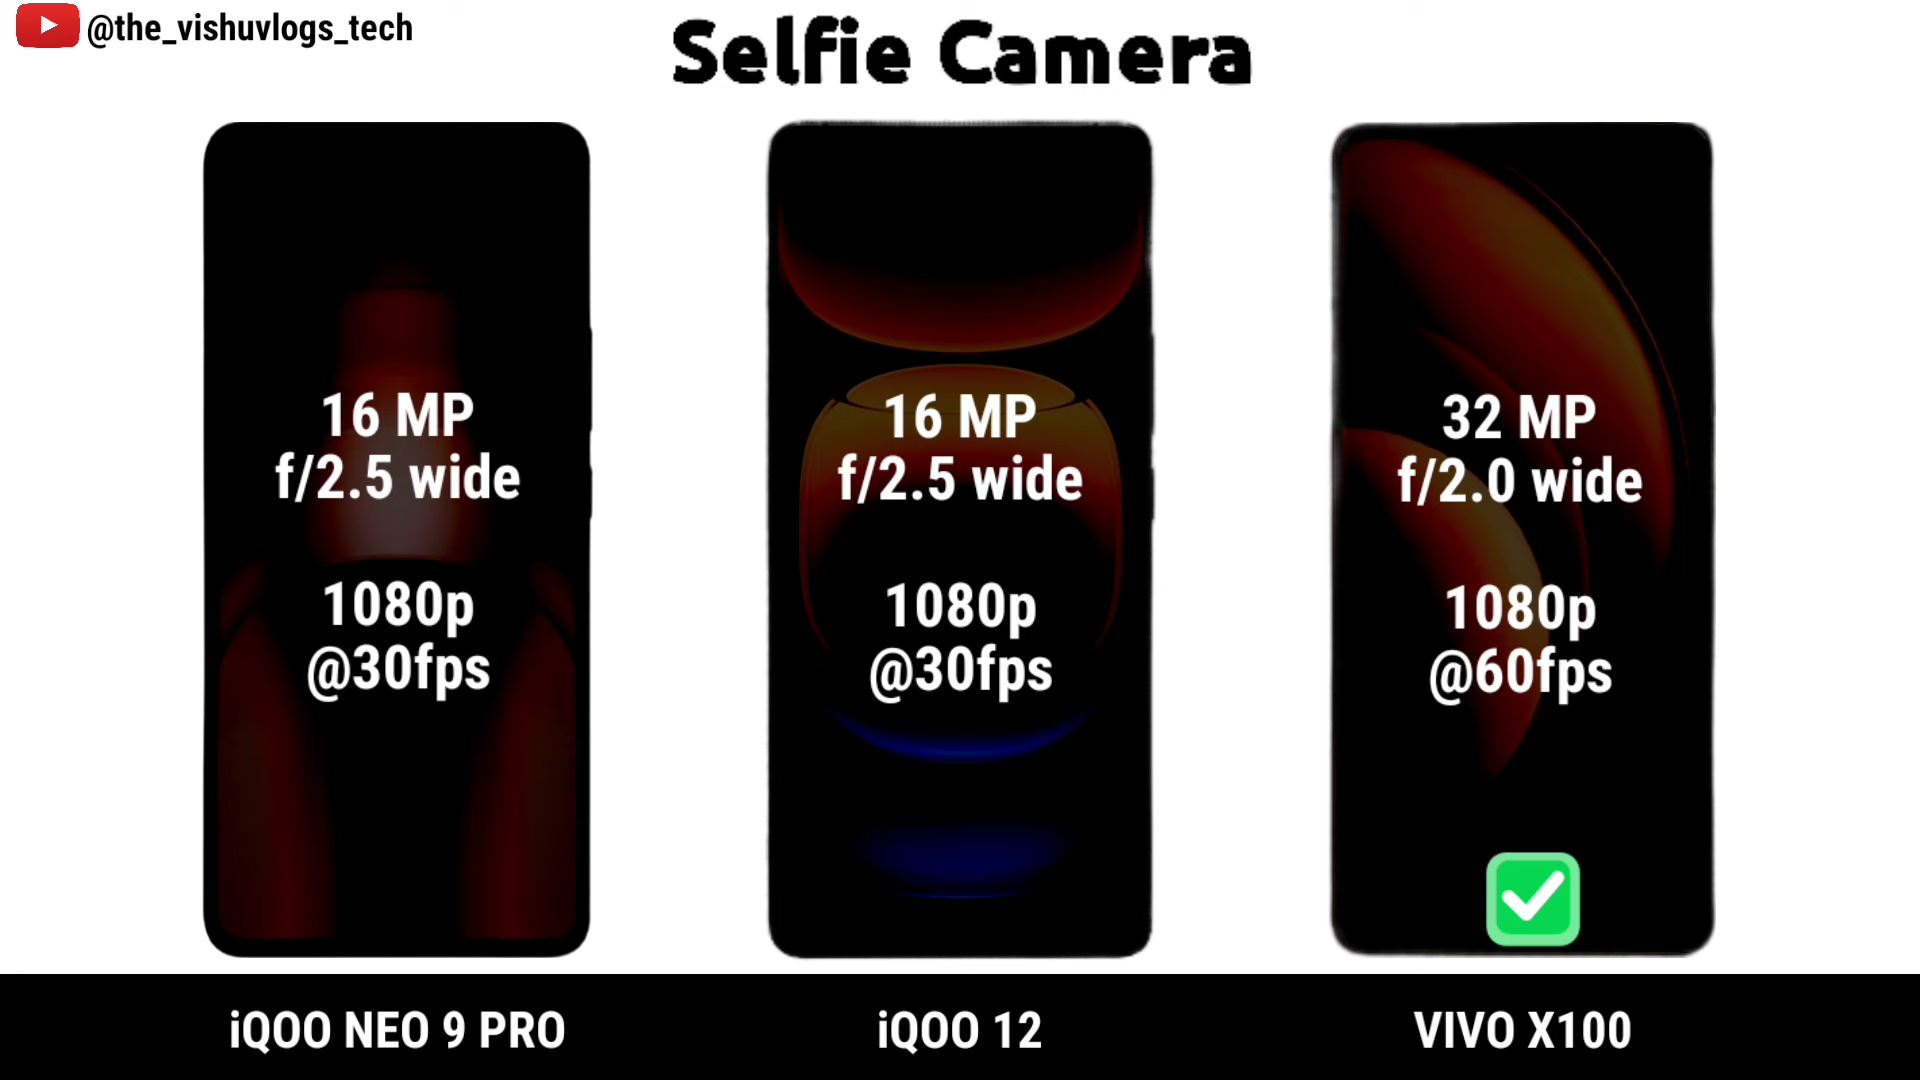 @the_vishuvlogs_tech
Selfie Camera
16 MP
f/2.5 wide
1080p
@30fps
16 MP
f/2.5 wide
1080p
@30fps
32 MP
f/2.0 wide
1080p
@60fps
iQOO NEO 9 PRO
iQOO 12
VIVO X100